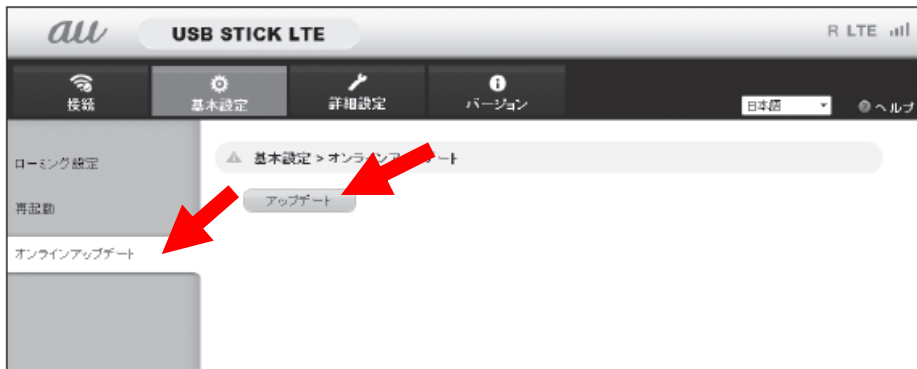 au USB STICK LTE R LTE
接続 基本設定 詳細設定 バージョン 日本語 ヘルプ
ローミング設定
基本設定 > オンラインアップデート
再起動
アップデート
オンラインアップデート